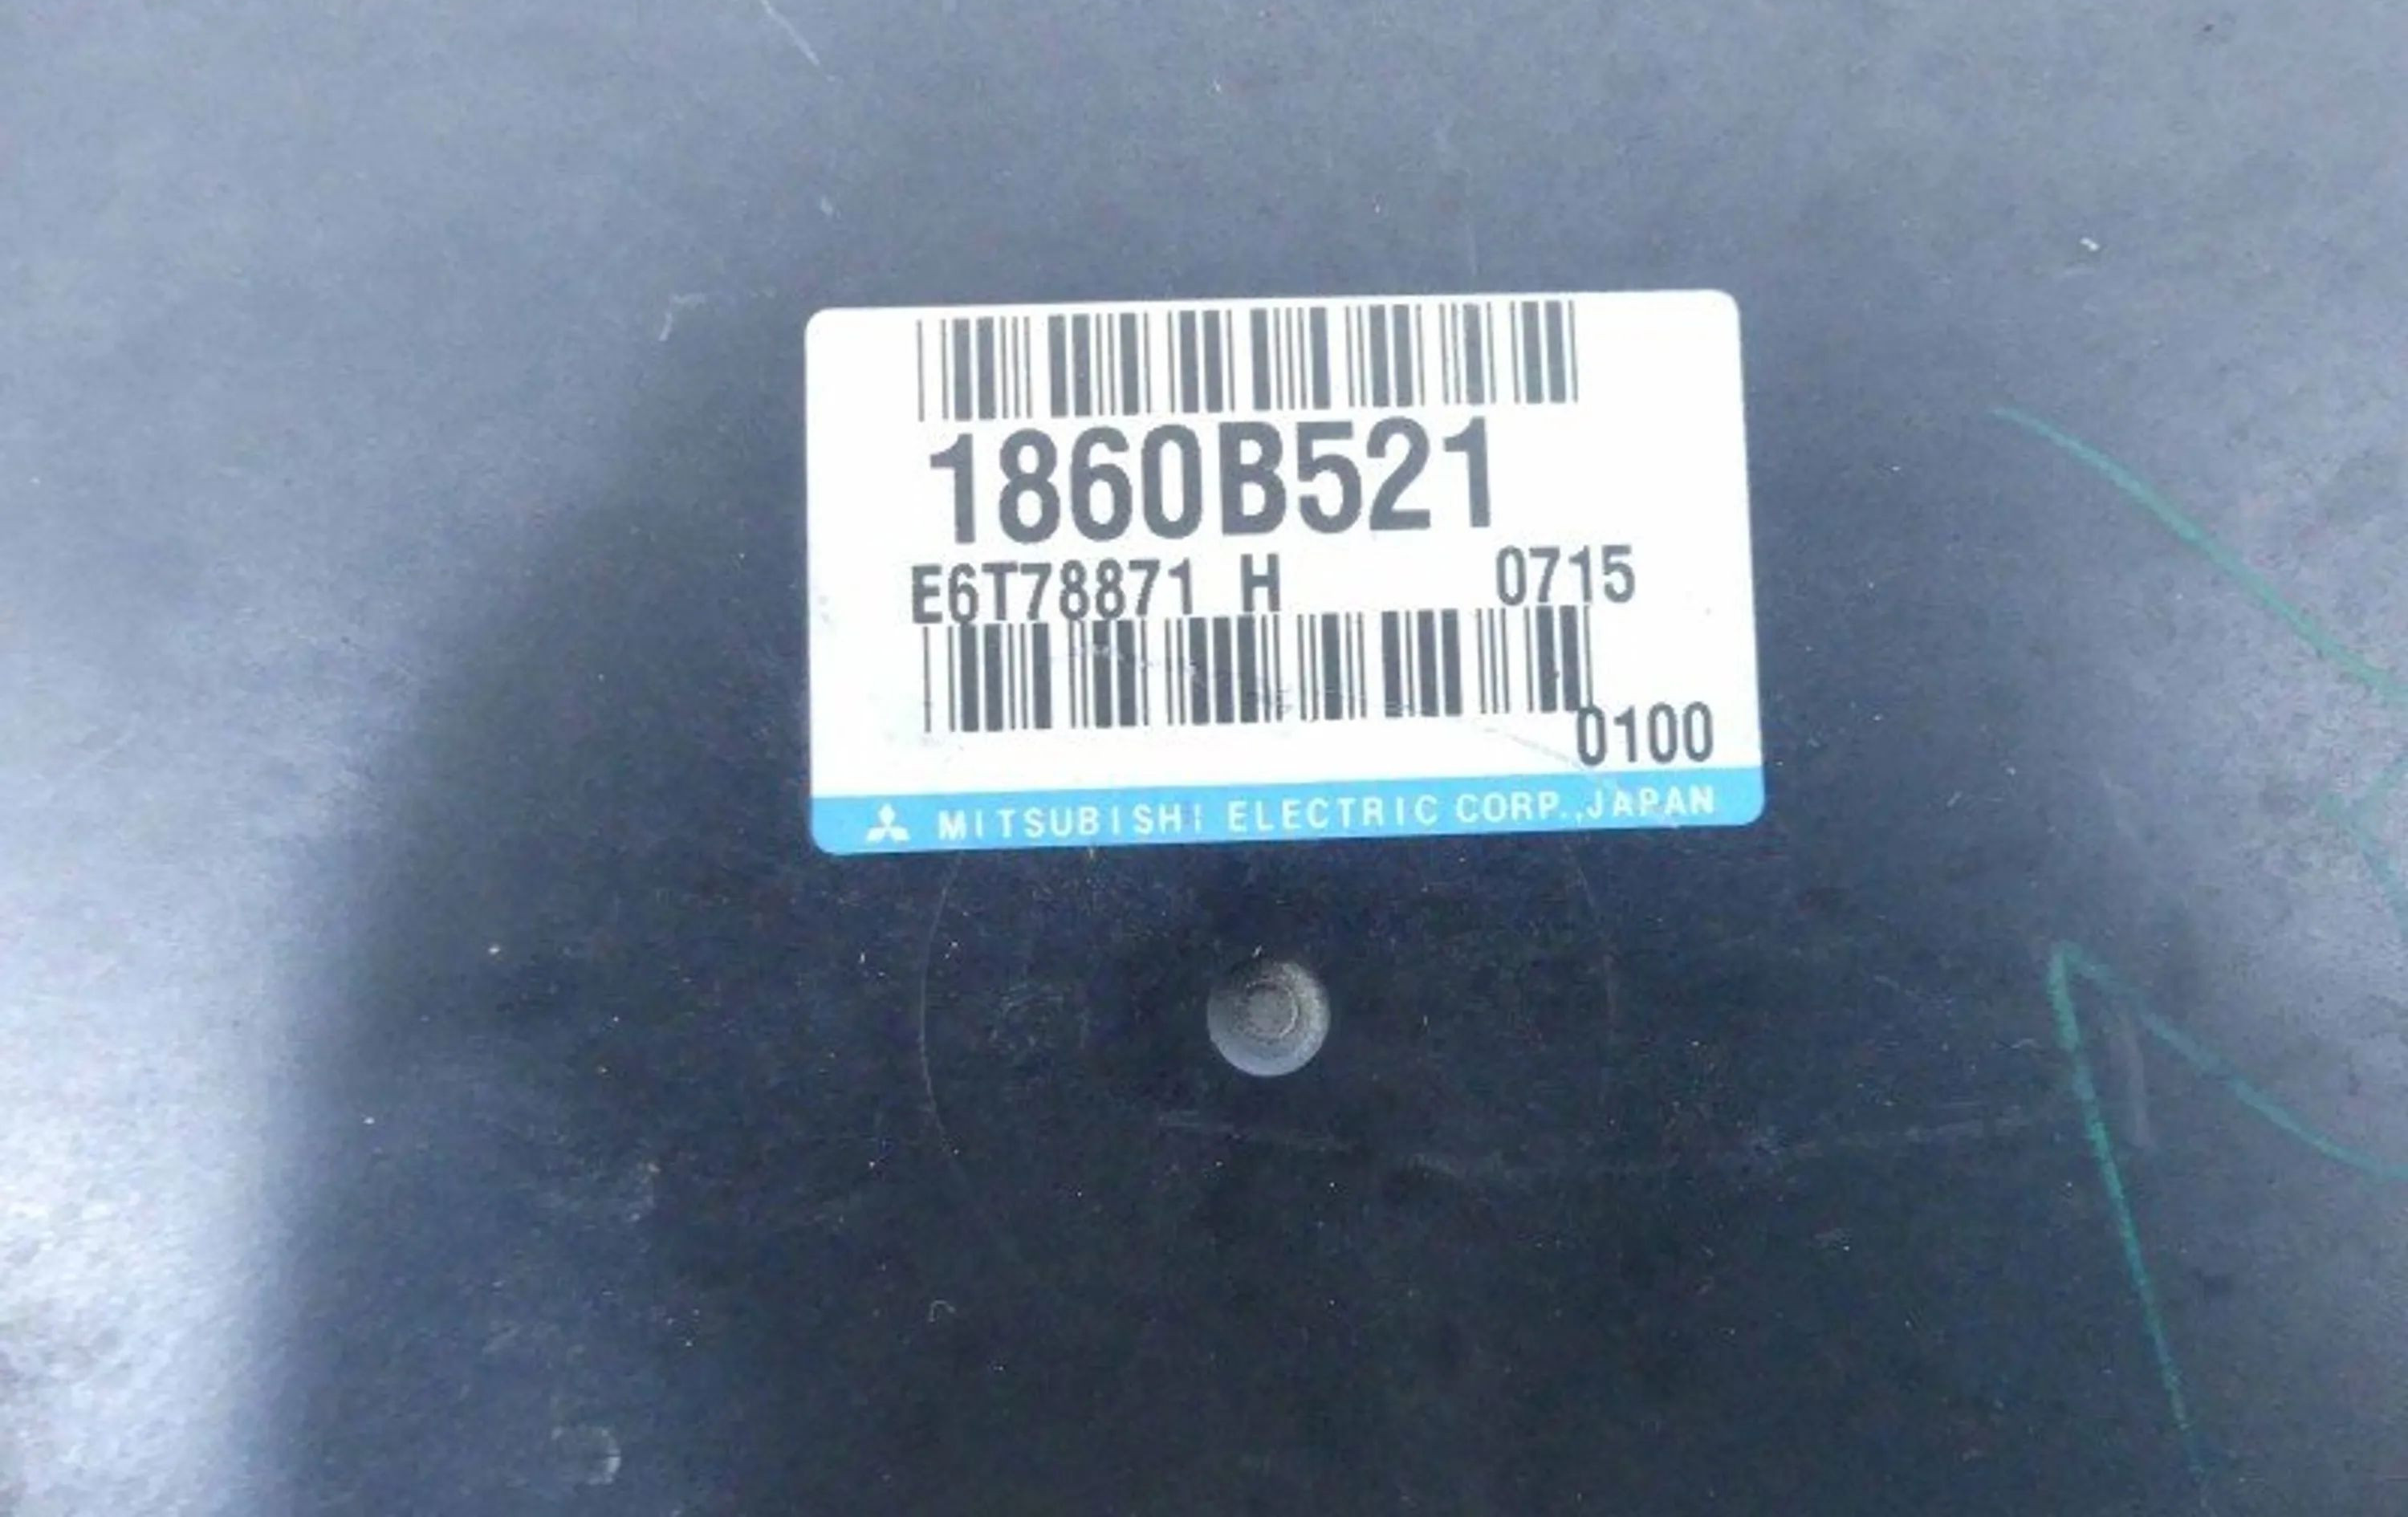 1860B521
E6T78871 H 0715
0100
MITSUBISHI ELECTRIC CORP.,JAPAN